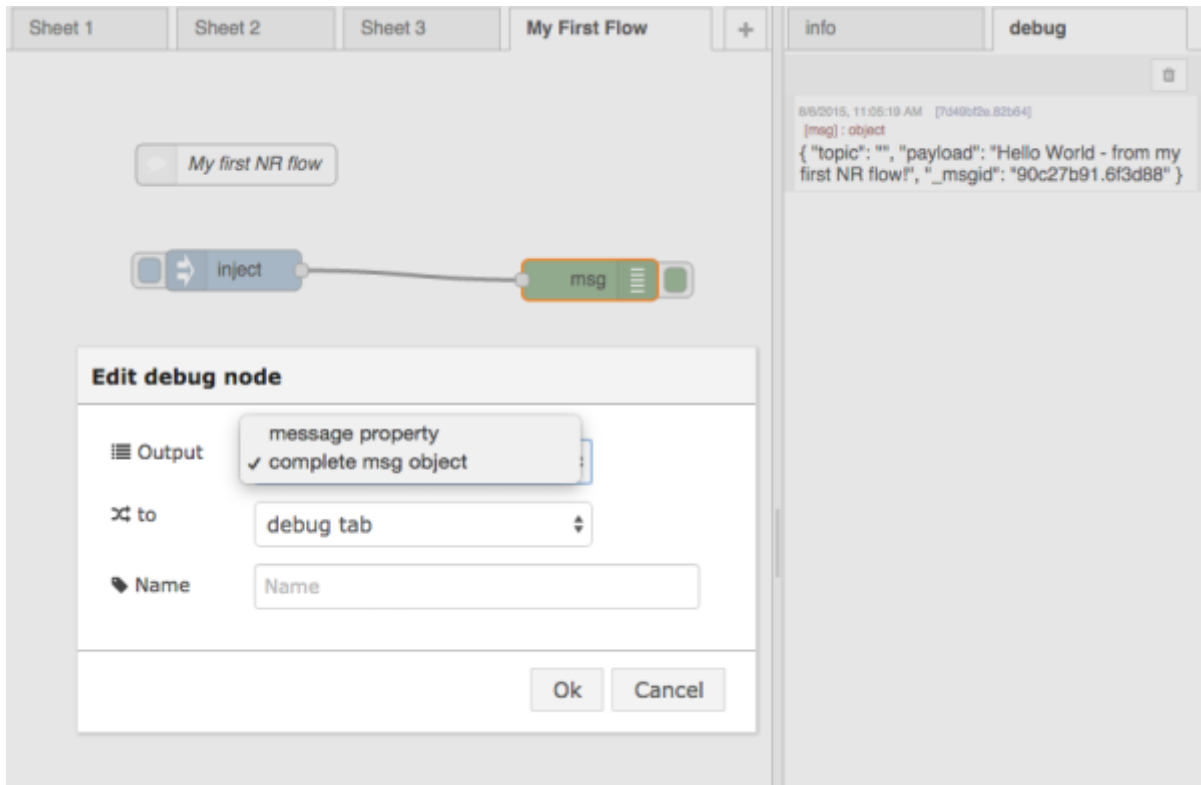 Sheet 1
Sheet 2
Sheet 3
My First Flow
+
info
debug
8/6/2015, 11:05:19 AM [7d49bf2e.82b64]
[msg] : object
{ "topic": "", "payload": "Hello World - from my
first NR flow!", "_msgid": "90c27b91.6f3d88" }
My first NR flow
inject
msg
Edit debug node
Output
message property
✓ complete msg object
to
debug tab
Name
Name
Ok
Cancel